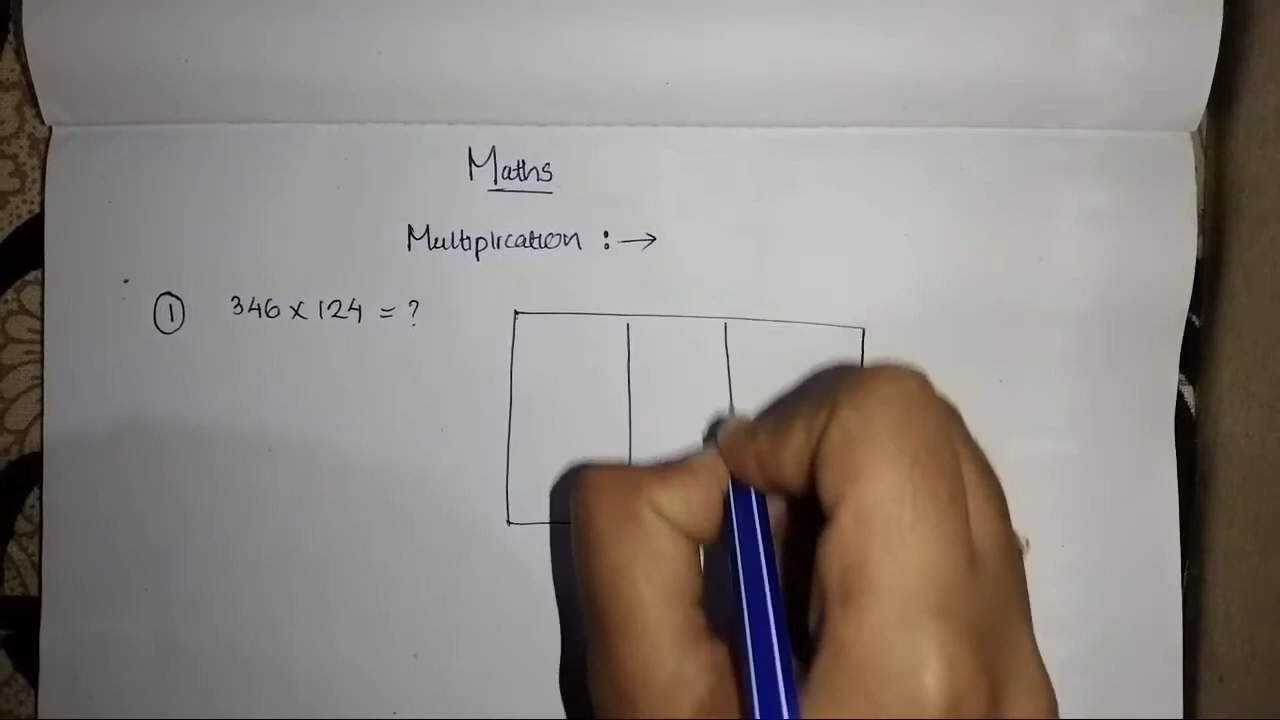 Maths
Multiplication :→
① 346 × 124 = ?